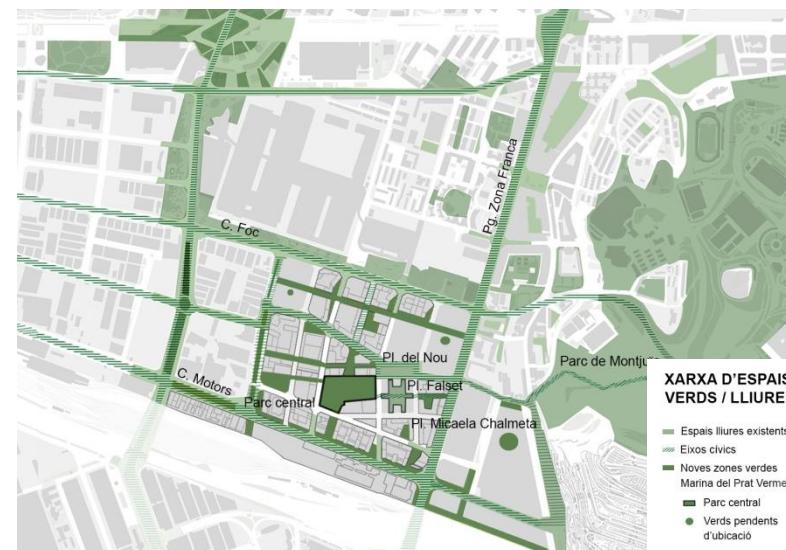 Pg. Zona Franca
C. Foc
Pl. del Nou
Parc de Montjuï
Pl. Falset
C. Motors
Parc central
Pl. Micaela Chalmeta
XARXA D'ESPAIS
VERDS / LLIURE
Espais lliures existents
Eixos cívics
Noves zones verdes
Marina del Prat Verme
Parc central
Verds pendents
d'ubicació